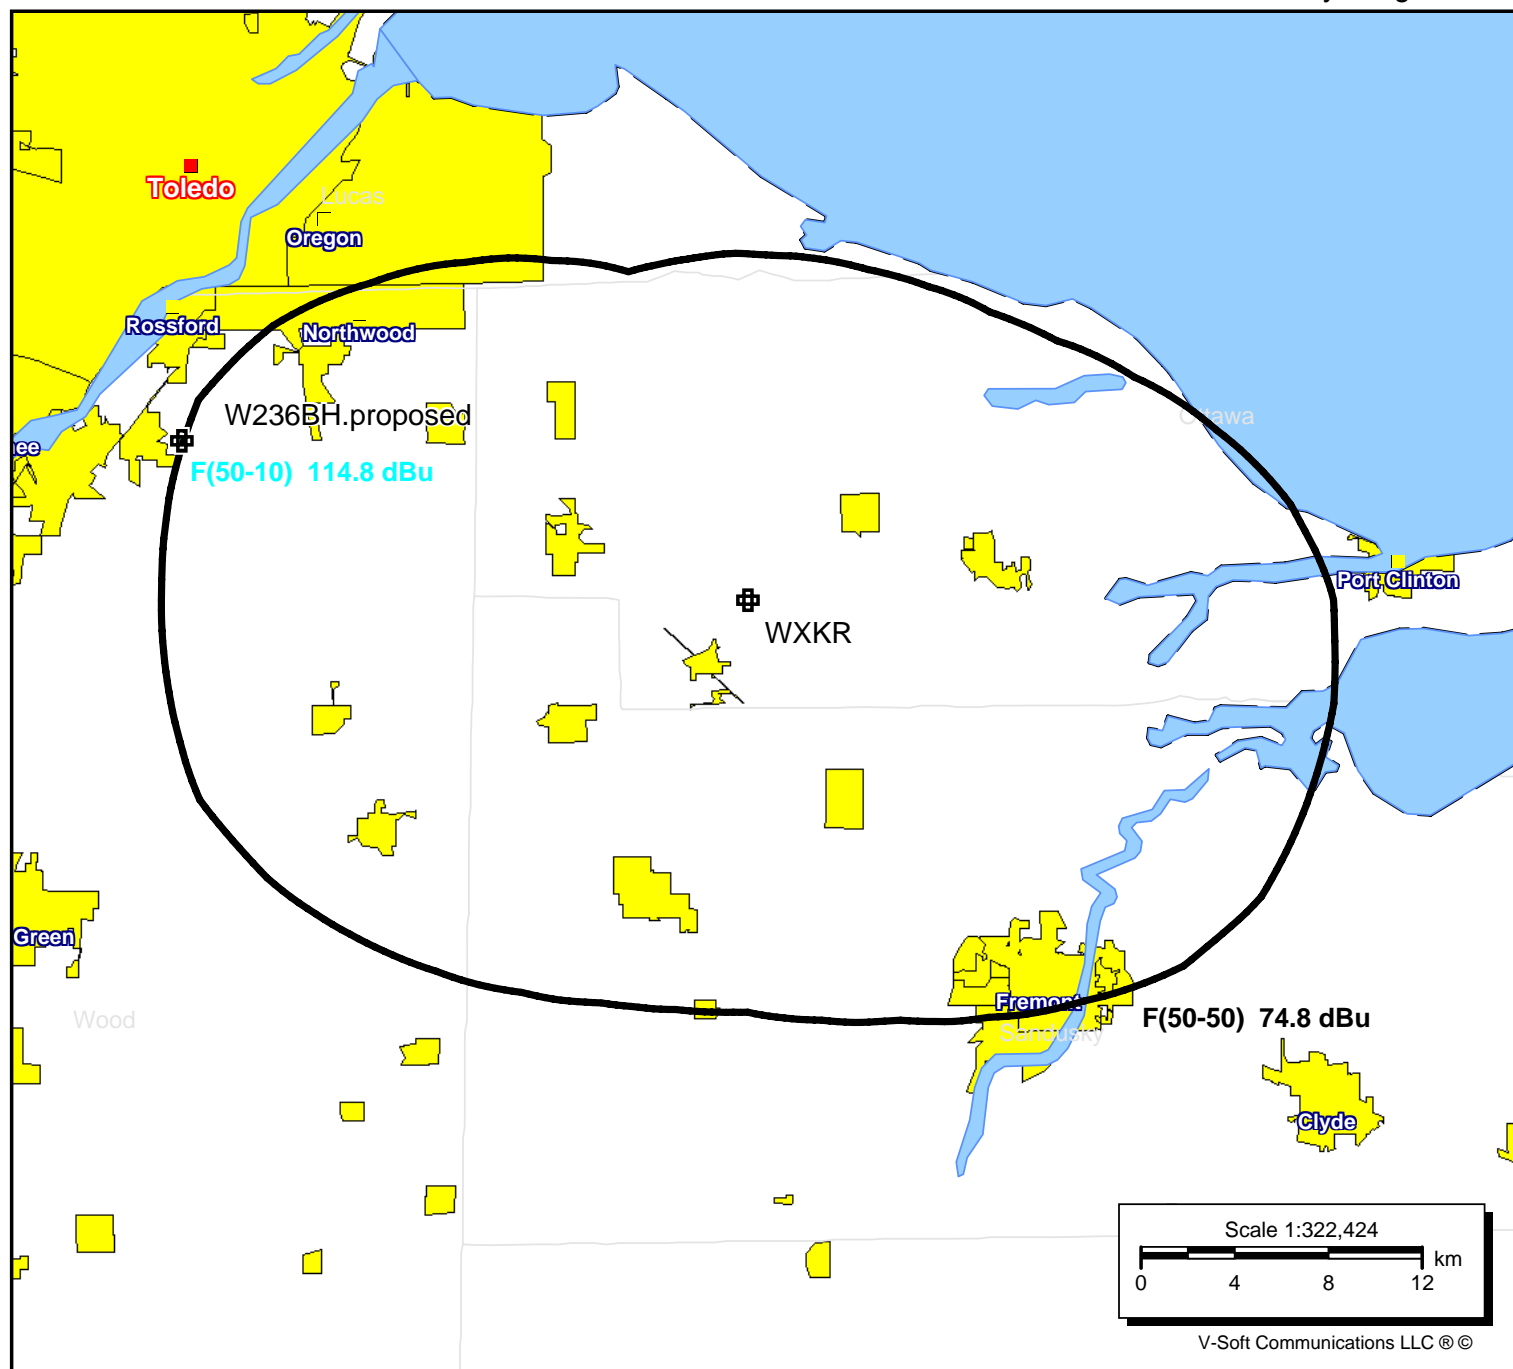 Toledo
Lucas
Oregon
Rossford
Northwood
W236BH.proposed
Ottawa
ee
F(50-10) 114.8 dBu
Port Clinton
WXKR
Green
Fremont
Wood
F(50-50) 74.8 dBu
Sandusky
Clyde
Scale 1:322,424
km
0 4 8 12
V-Soft Communications LLC ® ©